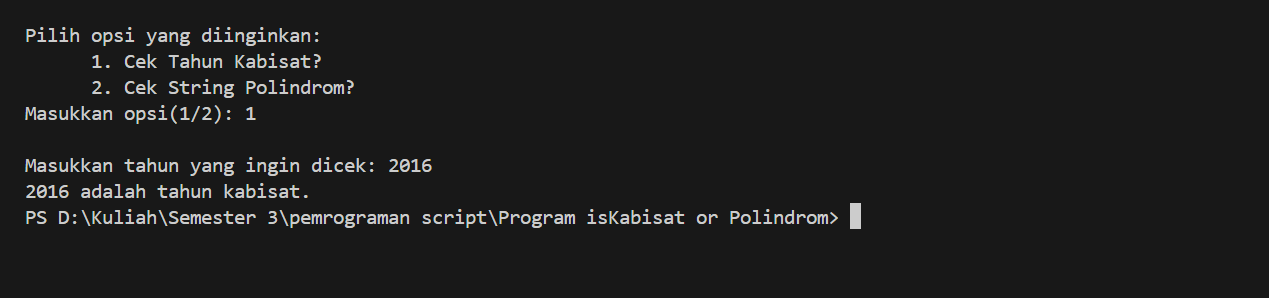 Pilih opsi yang diinginkan:
1. Cek Tahun Kabisat?
2. Cek String Polindrom?
Masukkan opsi(1/2): 1
Masukkan tahun yang ingin dicek: 2016
2016 adalah tahun kabisat.
PS D:\Kuliah\Semester 3\pemrograman script\Program isKabisat or Polindrom>